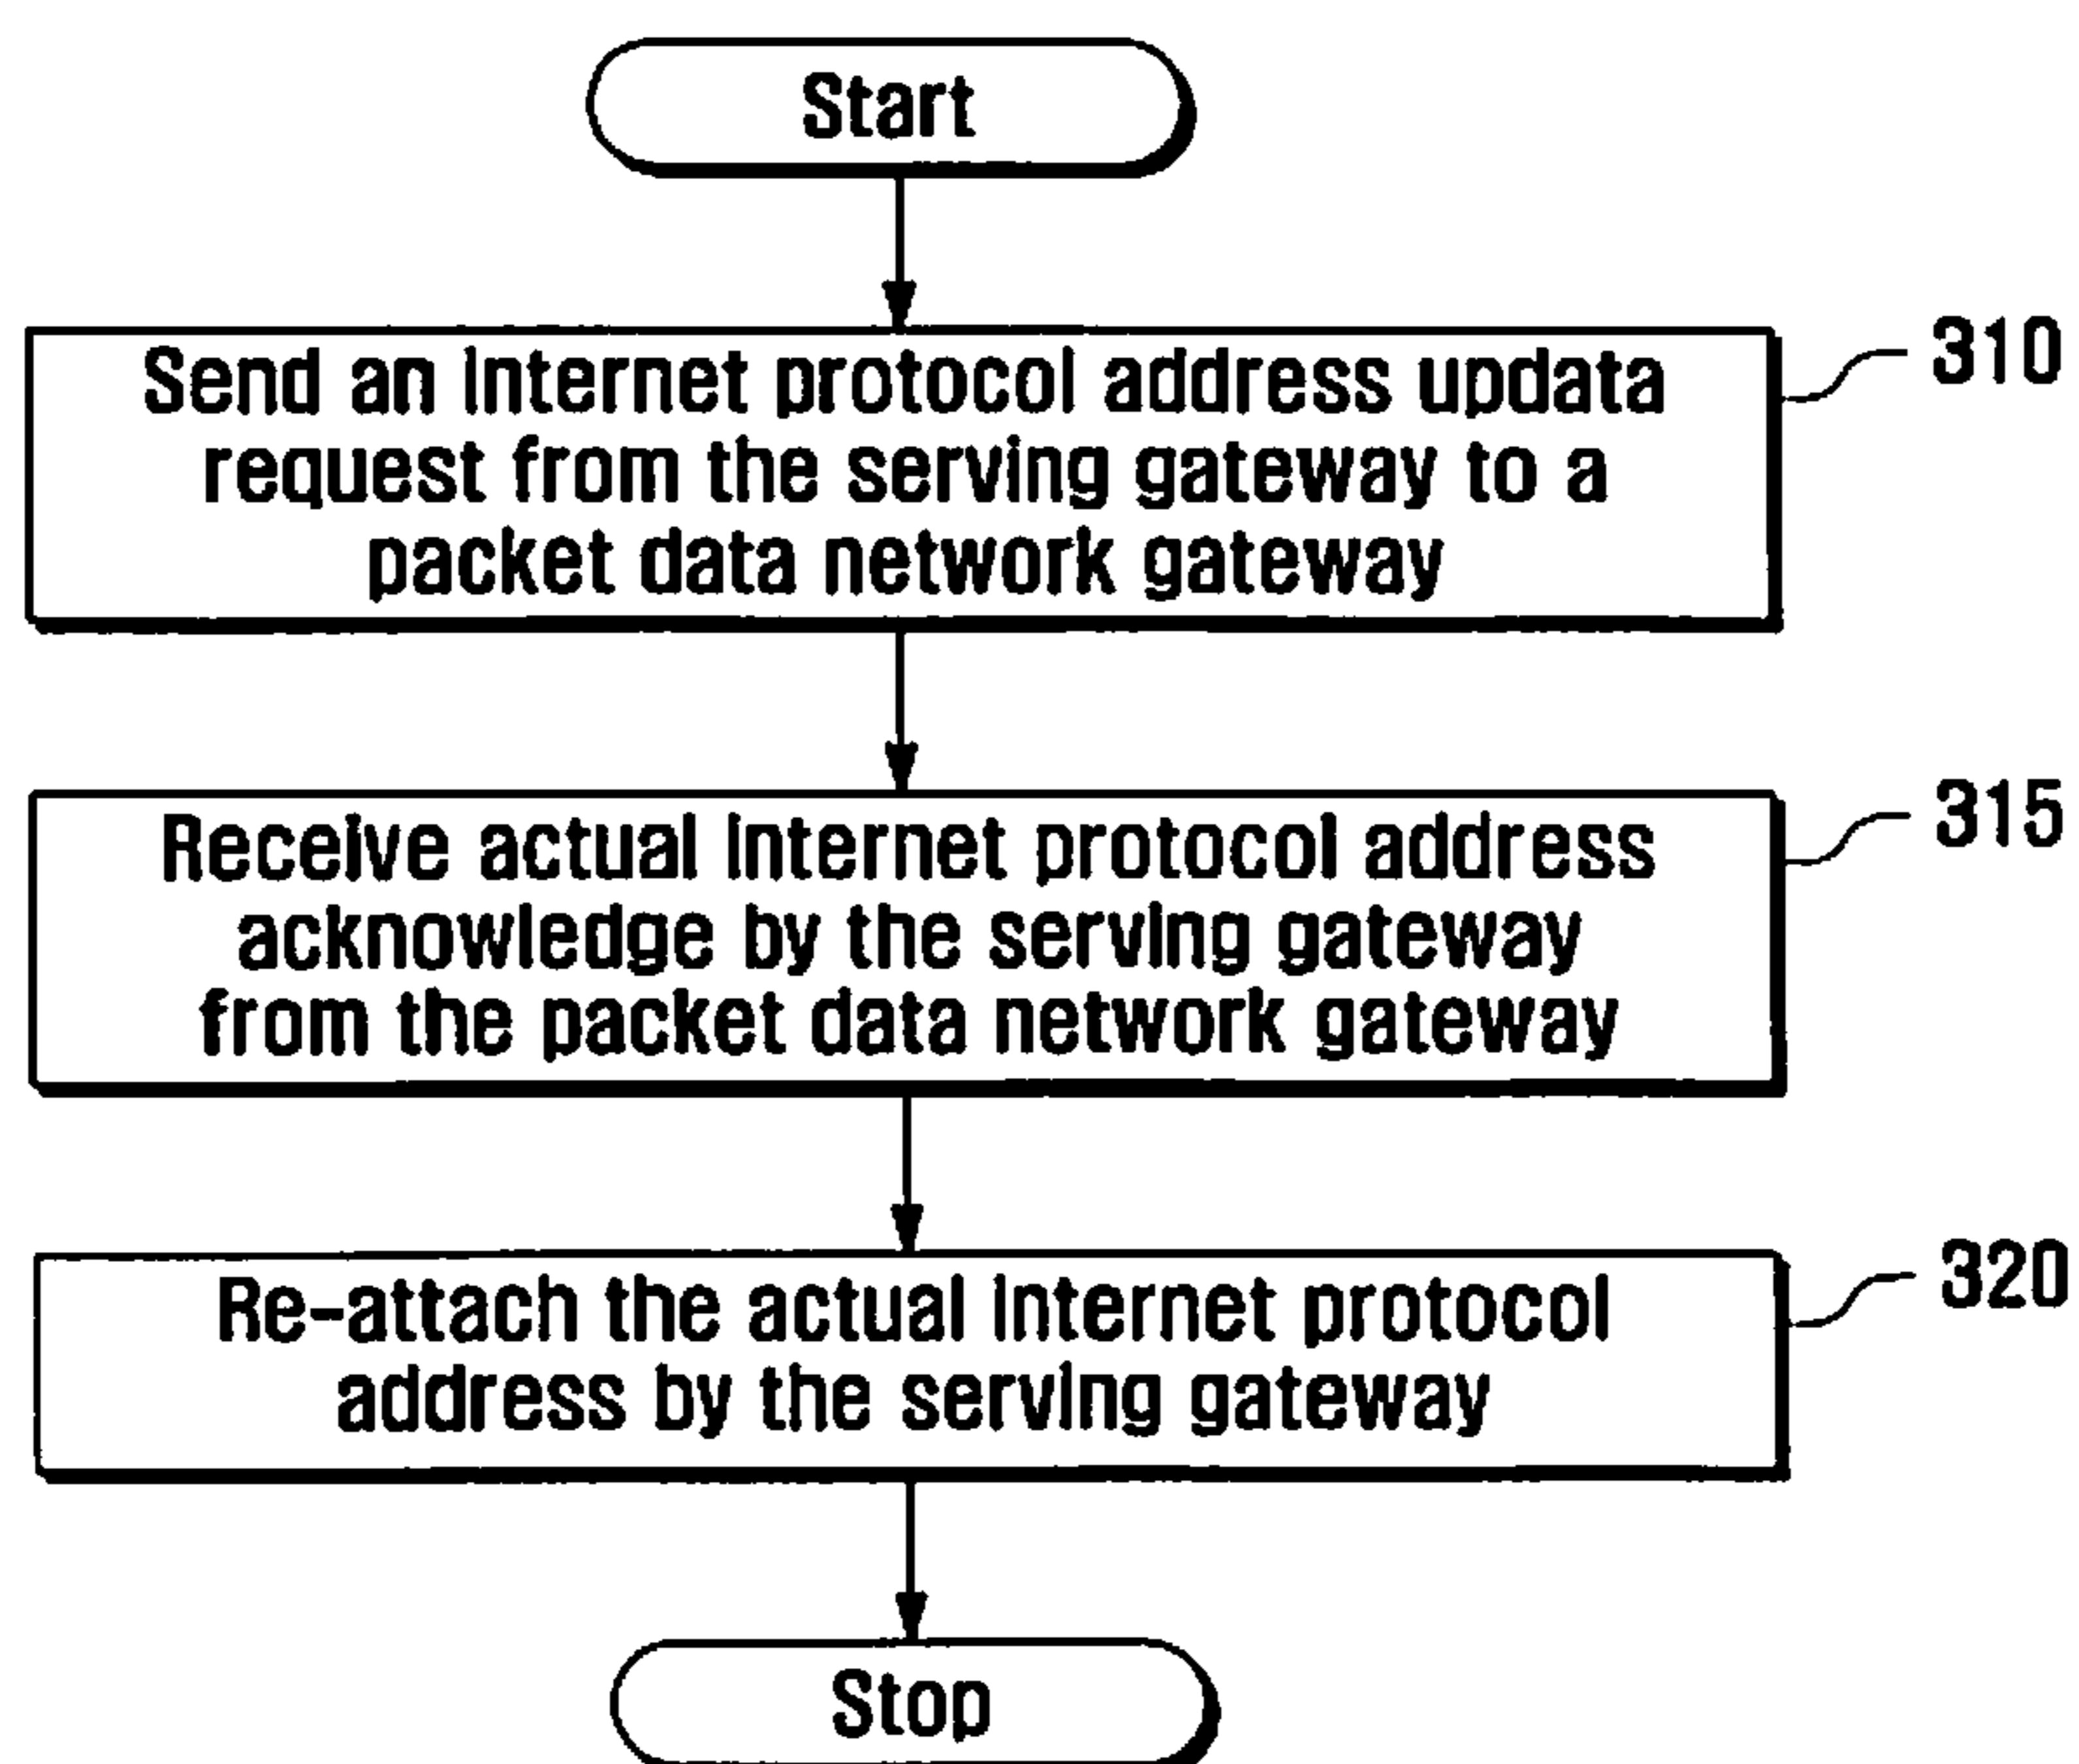 Start
Send an Internet protocol address updata
310
request from the serving gateway to a
packet data network gateway
Receive actual Internet protocol address
315
acknowledge by the serving gateway
from the packet data network gateway
Re-attach the actual Internet protocol
320
address by the serving gateway
Stop